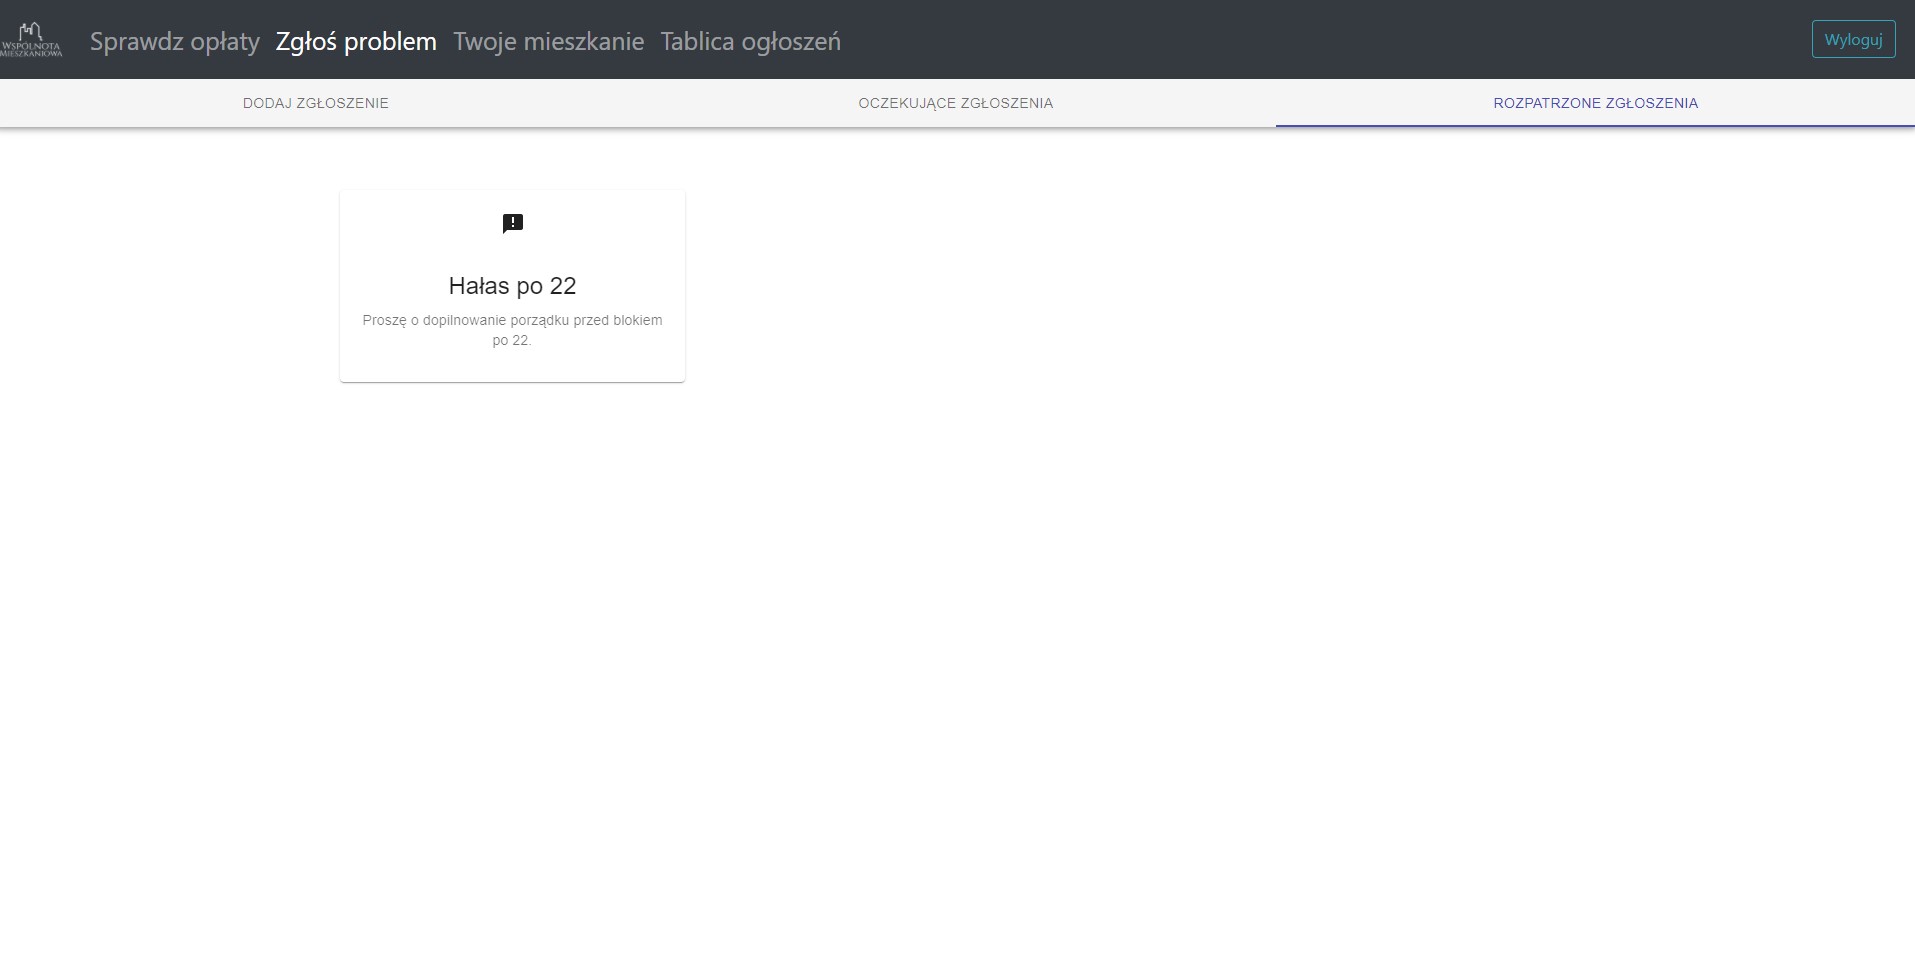 WSPÓLNOTA
MIESZKANIOWA
Sprawdz opłaty Zgłoś problem Twoje mieszkanie Tablica ogłoszeń
Wyloguj
DODAJ ZGŁOSZENIE
OCZEKUJĄCE ZGŁOSZENIA
ROZPATRZONE ZGŁOSZENIA
Hałas po 22
Proszę o dopilnowanie porządku przed blokiem
po 22.